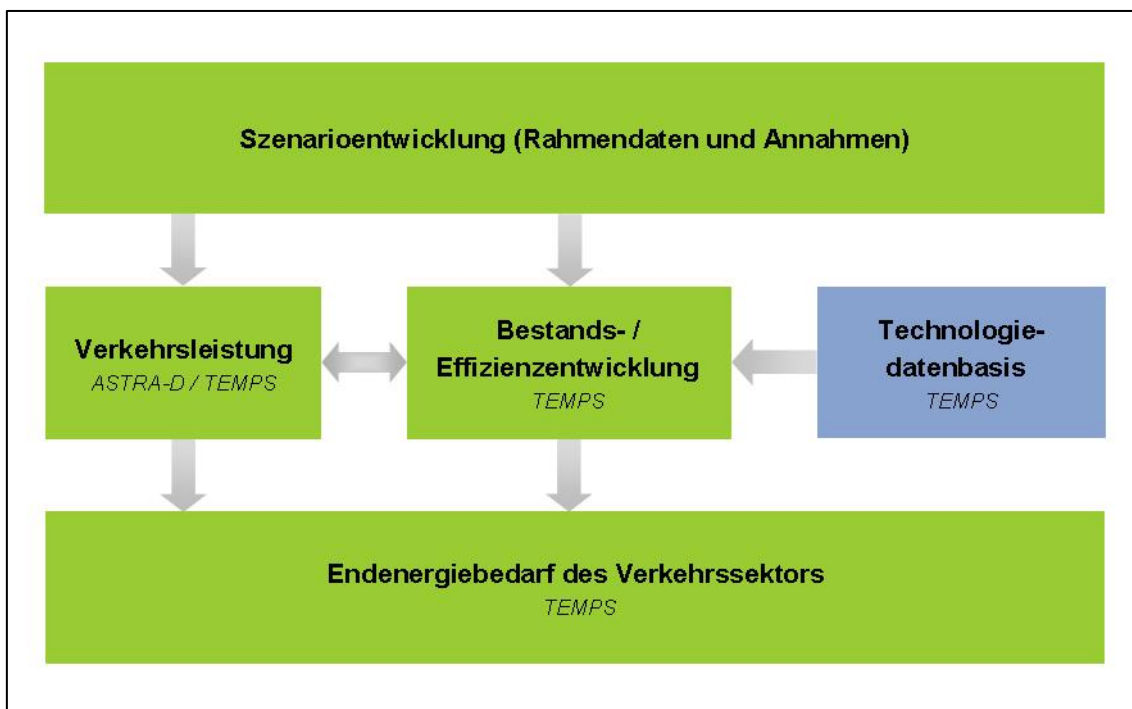 Szenarioentwicklung (Rahmendaten und Annahmen)
Verkehrsleistung
ASTRA-D / TEMPS
Bestands- /
Effizienzentwicklung
TEMPS
Technologie-
datenbasis
TEMPS
Endenergiebedarf des Verkehrssektors
TEMPS